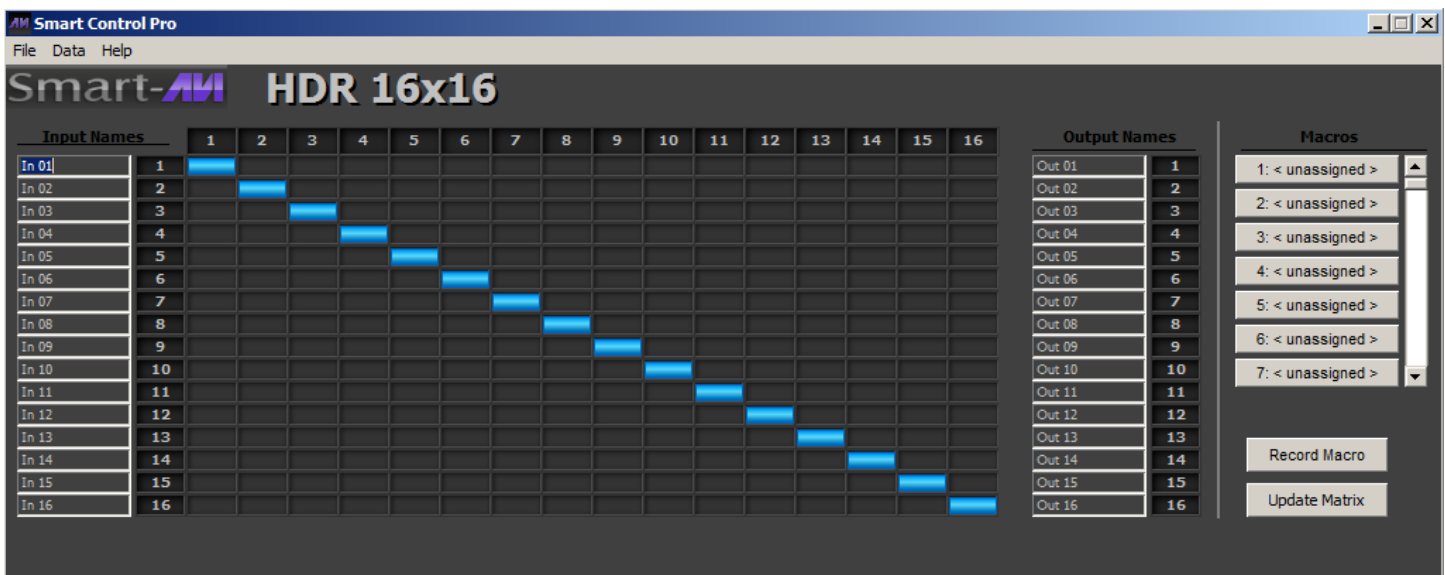 Smart Control Pro
File Data Help
Smart-AVI HDR 16x16
Input Names 1 2 3 4 5 6 7 8 9 10 11 12 13 14 15 16 Output Names Macros
In 01 1 Out 01 1 1: < unassigned >
In 02 2 Out 02 2 2: < unassigned >
In 03 3 Out 03 3 3: < unassigned >
In 04 4 Out 04 4
In 05 5 Out 05 5 4: < unassigned >
In 06 6 Out 06 6
In 07 7 Out 07 7 5: < unassigned >
In 08 8 Out 08 8
In 09 9 Out 09 9 6: < unassigned >
In 10 10 Out 10 10 7: < unassigned >
In 11 11 Out 11 11
In 12 12 Out 12 12
In 13 13 Out 13 13
In 14 14 Out 14 14 Record Macro
In 15 15 Out 15 15
In 16 16 Out 16 16 Update Matrix